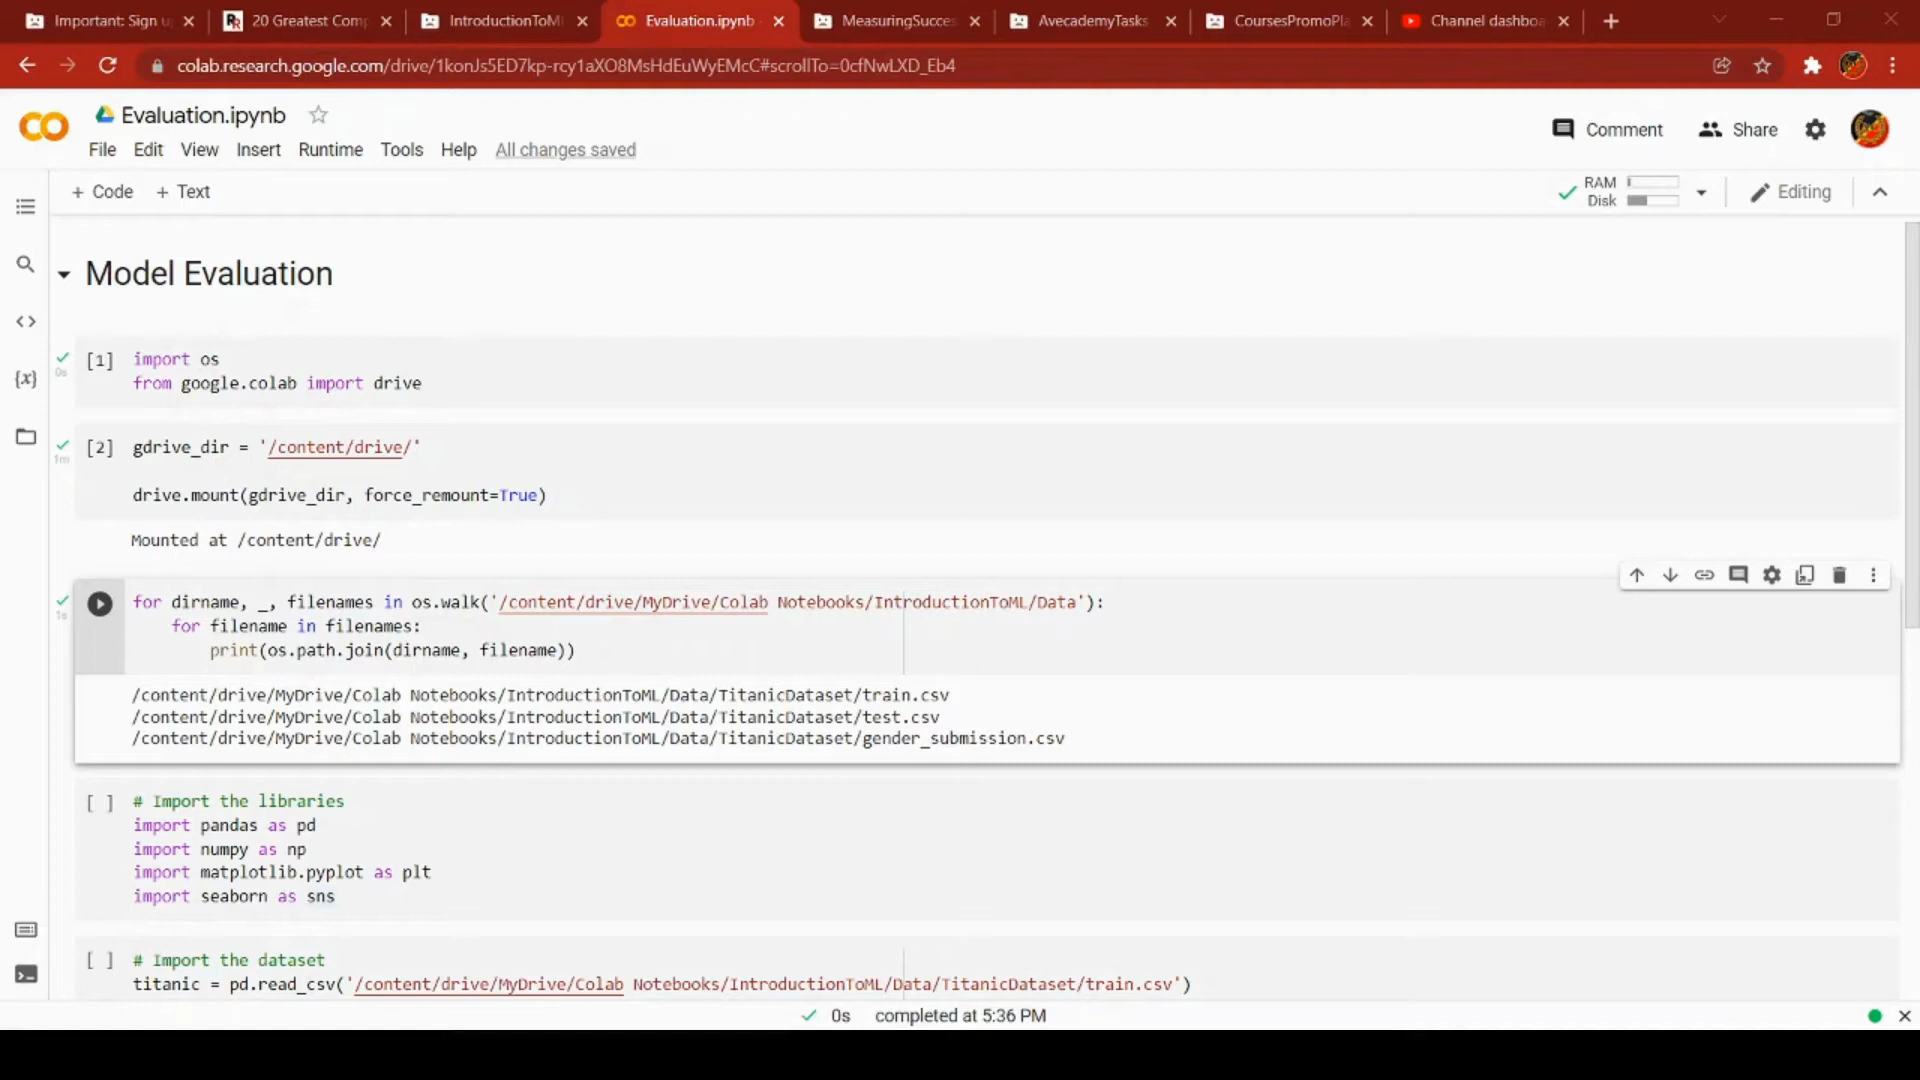 Important: Sign u
20 Greatest Comp
IntroductionToMl
Evaluation.ipynb
MeasuringSucces
AvecademyTasks
CoursesPromoPla
Channel dashboa
colab.research.google.com/drive/1konJs5ED7kp-rcy1aXO8MsHdEuWyEMcC#scrollTo=0cfNwLXD_Eb4
Evaluation.ipynb
Comment
Share
File Edit View Insert Runtime Tools Help All changes saved
+ Code + Text
RAM
Disk
Editing
Model Evaluation
[1] import os
0s
from google.colab import drive
[2] gdrive_dir = '/content/drive/'
1m
drive.mount(gdrive_dir, force_remount=True)
Mounted at /content/drive/
for dirname, _, filenames in os.walk('/content/drive/MyDrive/Colab Notebooks/IntroductionToML/Data'):
1s
for filename in filenames:
print(os.path.join(dirname, filename))
/content/drive/MyDrive/Colab Notebooks/IntroductionToML/Data/TitanicDataset/train.csv
/content/drive/MyDrive/Colab Notebooks/IntroductionToML/Data/TitanicDataset/test.csv
/content/drive/MyDrive/Colab Notebooks/IntroductionToML/Data/TitanicDataset/gender_submission.csv
[ ] # Import the libraries
import pandas as pd
import numpy as np
import matplotlib.pyplot as plt
import seaborn as sns
[ ] # Import the dataset
titanic = pd.read_csv('/content/drive/MyDrive/Colab Notebooks/IntroductionToML/Data/TitanicDataset/train.csv')
0s completed at 5:36 PM